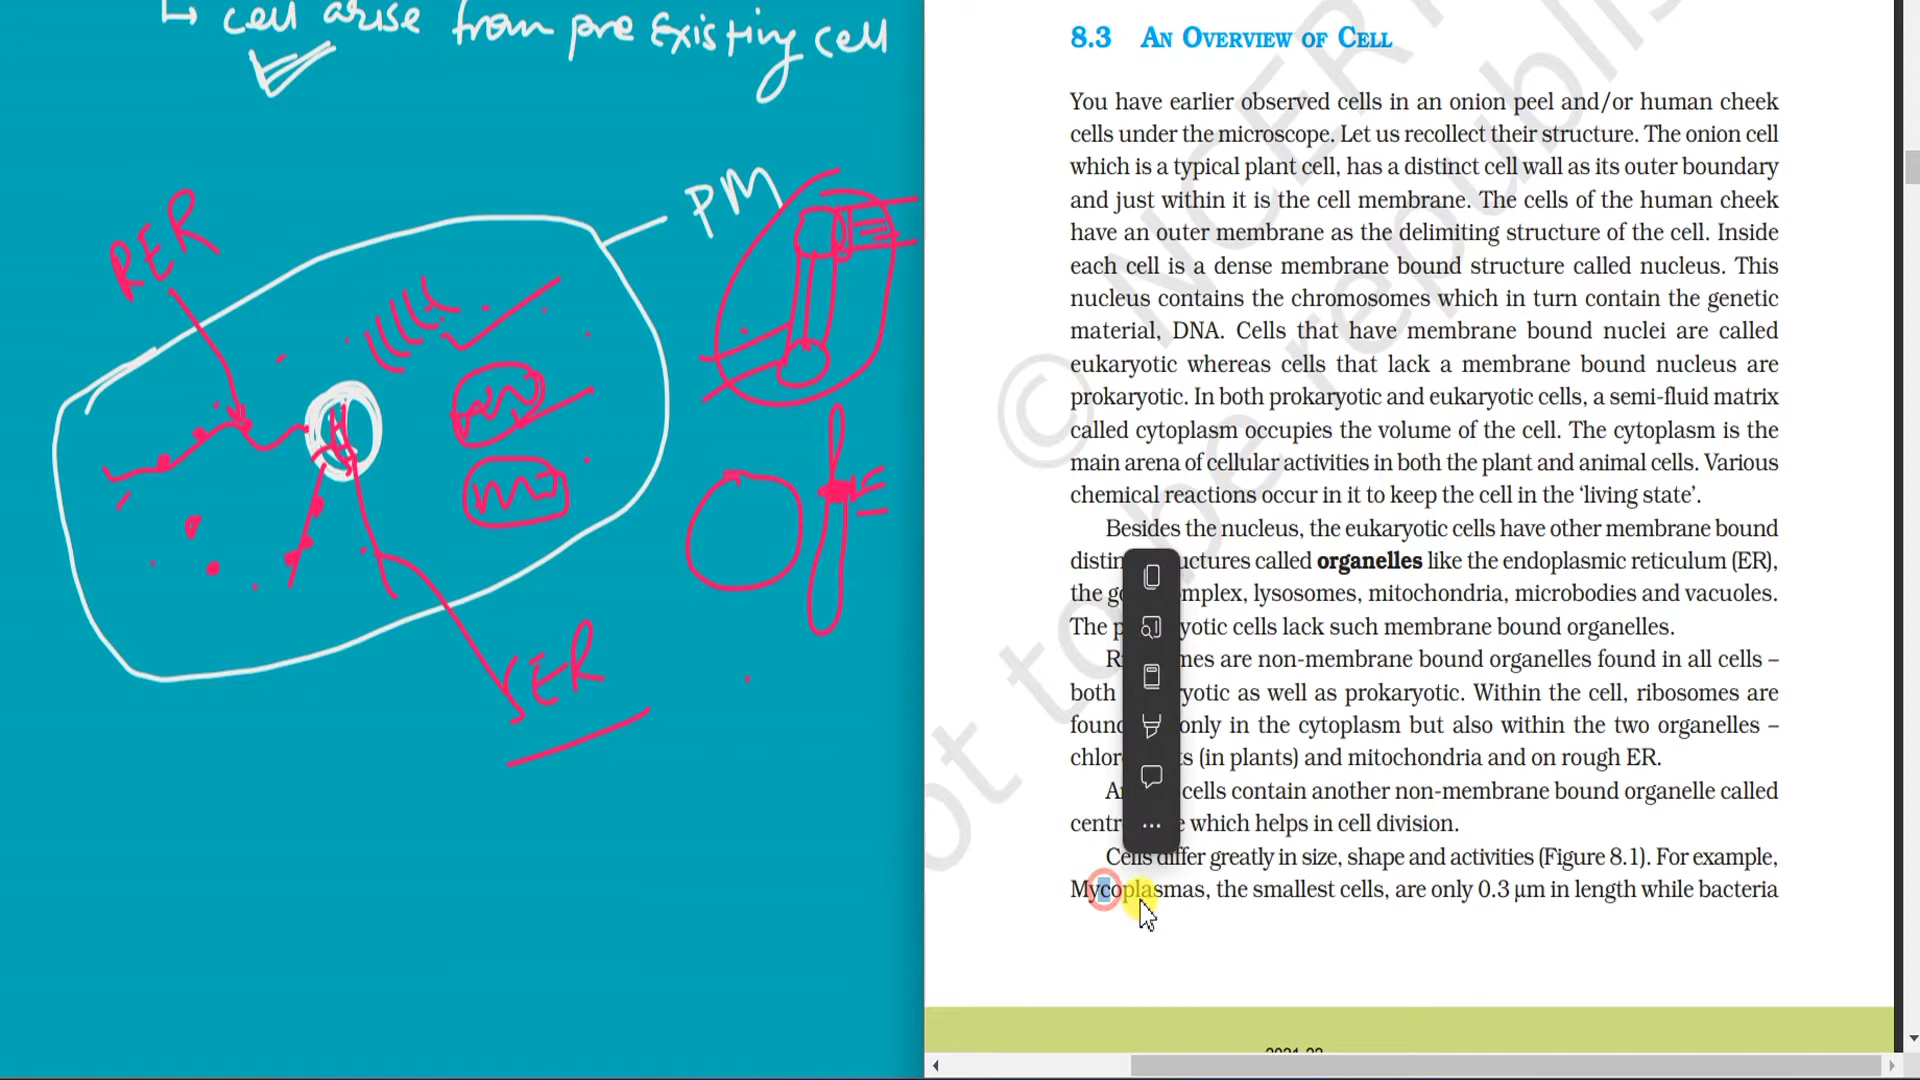 ↳ cell arise from pre existing cell
PM
RER
SER
8.3 AN OVERVIEW OF CELL
You have earlier observed cells in an onion peel and/or human cheek
cells under the microscope. Let us recollect their structure. The onion cell
which is a typical plant cell, has a distinct cell wall as its outer boundary
and just within it is the cell membrane. The cells of the human cheek
have an outer membrane as the delimiting structure of the cell. Inside
each cell is a dense membrane bound structure called nucleus. This
nucleus contains the chromosomes which in turn contain the genetic
material, DNA. Cells that have membrane bound nuclei are called
eukaryotic whereas cells that lack a membrane bound nucleus are
prokaryotic. In both prokaryotic and eukaryotic cells, a semi-fluid matrix
called cytoplasm occupies the volume of the cell. The cytoplasm is the
main arena of cellular activities in both the plant and animal cells. Various
chemical reactions occur in it to keep the cell in the ‘living state’.
Besides the nucleus, the eukaryotic cells have other membrane bound
distin uctures called organelles like the endoplasmic reticulum (ER),
the go mplex, lysosomes, mitochondria, microbodies and vacuoles.
The p yotic cells lack such membrane bound organelles.
Ri mes are non-membrane bound organelles found in all cells –
both yotic as well as prokaryotic. Within the cell, ribosomes are
found only in the cytoplasm but also within the two organelles –
chlor ts (in plants) and mitochondria and on rough ER.
An cells contain another non-membrane bound organelle called
centr e which helps in cell division.
Cells differ greatly in size, shape and activities (Figure 8.1). For example,
Mycoplasmas, the smallest cells, are only 0.3 µm in length while bacteria
© NCER
not to be republis